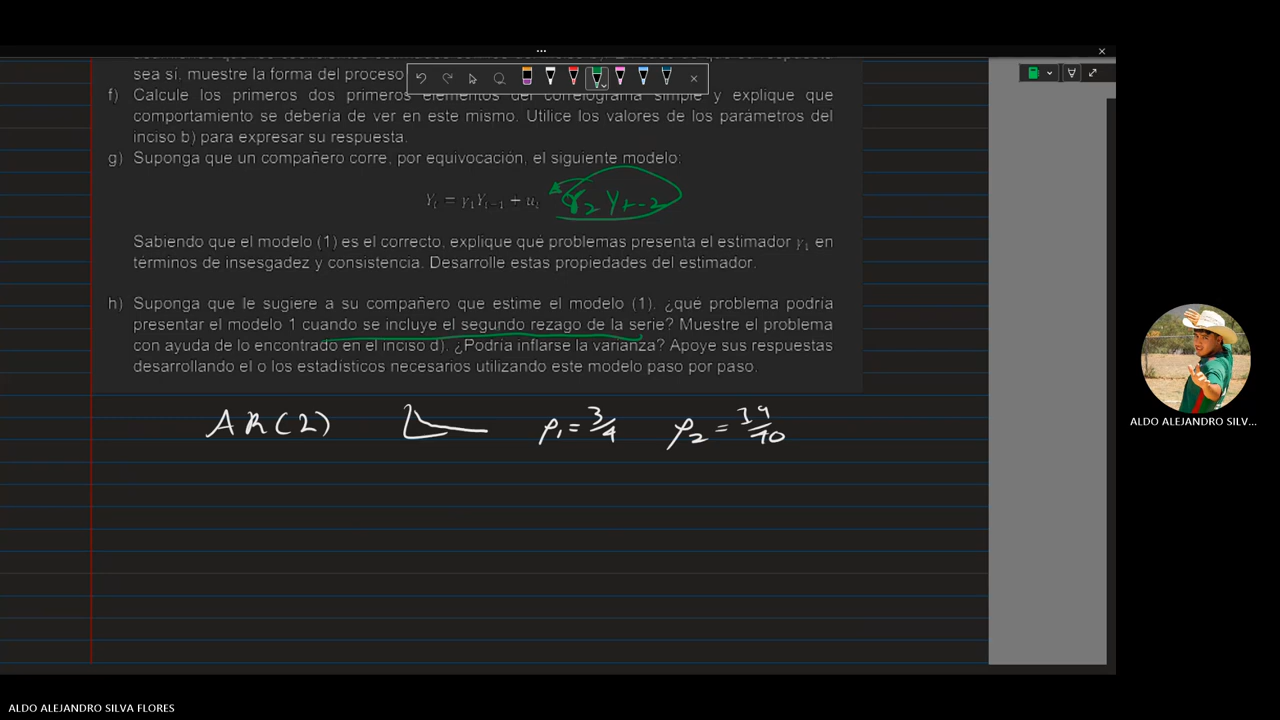 sea sí, muestre la forma del proceso
f) Calcule los primeros dos primeros elementos del correlograma simple y explique que
comportamiento se debería de ver en este mismo. Utilice los valores de los parámetros del
inciso b) para expresar su respuesta.
g) Suponga que un compañero corre, por equivocación, el siguiente modelo:
Yₜ = γ₁Yₜ₋₁ + uₜ γ₂ Yₜ₋₂
Sabiendo que el modelo (1) es el correcto, explique qué problemas presenta el estimador γ₁ en
términos de insesgadez y consistencia. Desarrolle estas propiedades del estimador.
h) Suponga que le sugiere a su compañero que estime el modelo (1). ¿qué problema podría
presentar el modelo 1 cuando se incluye el segundo rezago de la serie? Muestre el problema
con ayuda de lo encontrado en el inciso d). ¿Podría inflarse la varianza? Apoye sus respuestas
desarrollando el o los estadísticos necesarios utilizando este modelo paso por paso.
AR(2) ρ₁ = 3/4 ρ₂ =
ALDO ALEJANDRO SILVA FLO...
ALDO ALEJANDRO SILVA FLORES